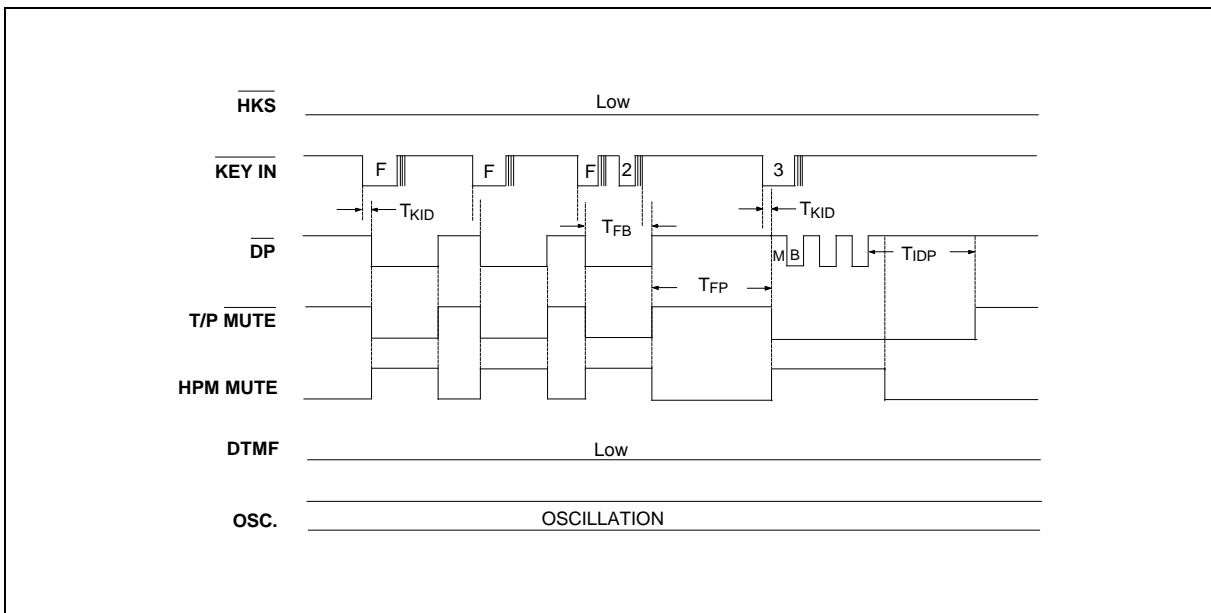 HKS Low
KEY IN F F F 2 3
TKID TKID
TFB
DP M B TIDP
TFP
T/P MUTE
HPM MUTE
DTMF Low
OSC. OSCILLATION